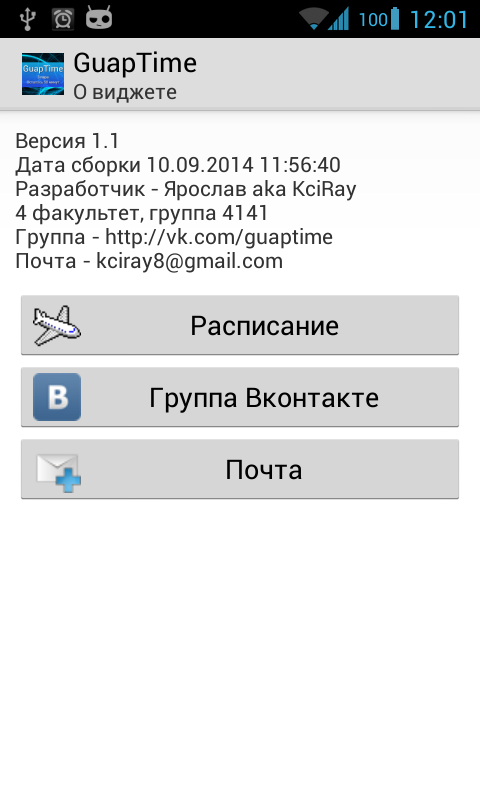 100 12:01
GuapTime
GuapTime
О виджете
Версия 1.1
Дата сборки 10.09.2014 11:56:40
Разработчик - Ярослав aka KciRay
4 факультет, группа 4141
Группа - http://vk.com/guaptime
Почта - kciray8@gmail.com
Расписание
B
Группа Вконтакте
Почта